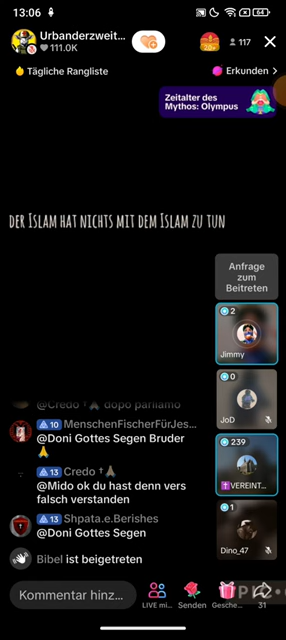 13:06
64
Urbanderzweit...
111.0K
117
Tägliche Rangliste
Erkunden >
Zeitalter des
Mythos: Olympus
DER ISLAM HAT NICHTS MIT DEM ISLAM ZU TUN
Anfrage
zum
Beitreten
2
Jimmy
0
JoD
@Credo ✝️🙏🏽 dopo parliamo
10 MenschenFischerFürJes...
@Doni Gottes Segen Bruder
🙏
239
✝️VEREINT...
13 Credo ✝️🙏🏽
@Mido ok du hast denn vers
falsch verstanden
13 Shpata.e.Berishes
@Doni Gottes Segen
1
Dino_47
Bibel ist beigetreten
Kommentar hinz...
LIVE mi...
Senden
Gesche...
31